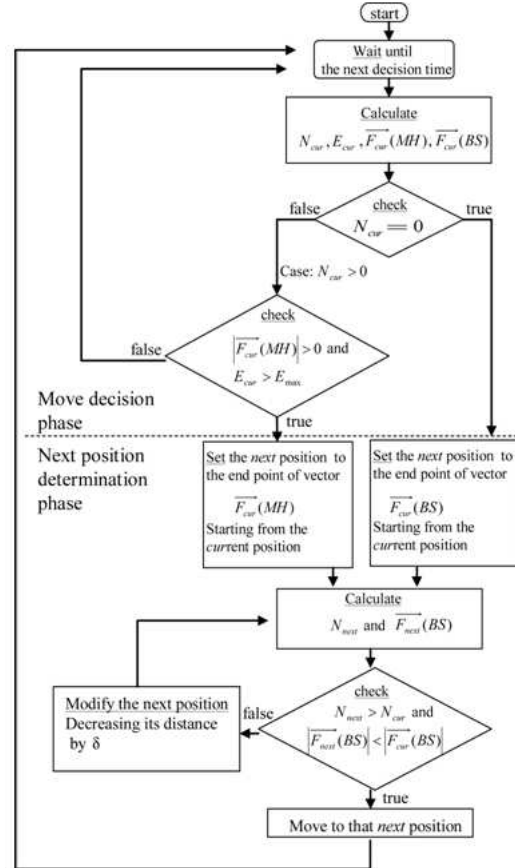 start
Wait until
the next decision time
Calculate
N_cur, E_cur, F_cur(MH), F_cur(BS)
check
N_cur == 0
false
true
Case: N_cur > 0
check
|F_cur(MH)| > 0 and
E_cur > E_max
false
true
Move decision
phase
Next position
determination
phase
Set the next position to
the end point of vector
F_cur(MH)
Starting from the
current position
Set the next position to
the end point of vector
F_cur(BS)
Starting from the
current position
Calculate
N_next and F_next(BS)
check
N_next > N_cur and
|F_next(BS)| < |F_cur(BS)|
false
Modify the next position
Decreasing its distance
by δ
true
Move to that next position